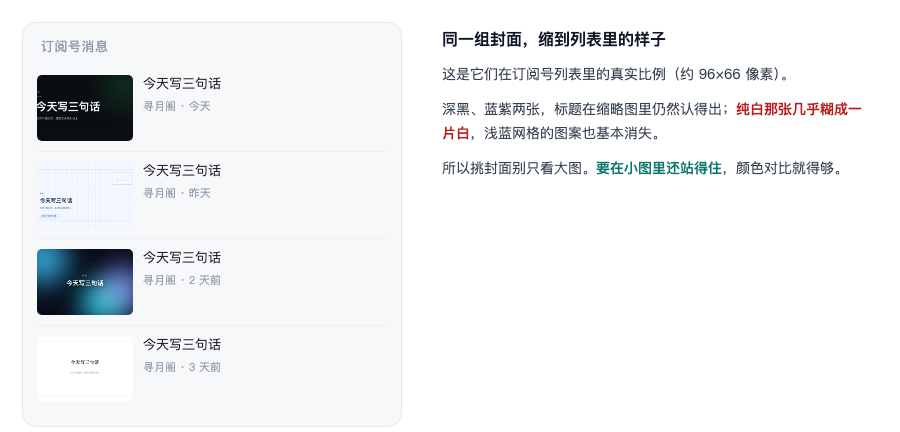 订阅号消息
今天写三句话
今天写三句话
寻月阁 · 今天
今天写三句话
今天写三句话
寻月阁 · 昨天
今天写三句话
今天写三句话
寻月阁 · 2 天前
今天写三句话
今天写三句话
寻月阁 · 3 天前
同一组封面，缩到列表里的样子
这是它们在订阅号列表里的真实比例（约 96×66 像素）。
深黑、蓝紫两张，标题在缩略图里仍然认得出；纯白那张几乎糊成一
片白，浅蓝网格的图案也基本消失。
所以挑封面别只看大图。要在小图里还站得住，颜色对比就得够。